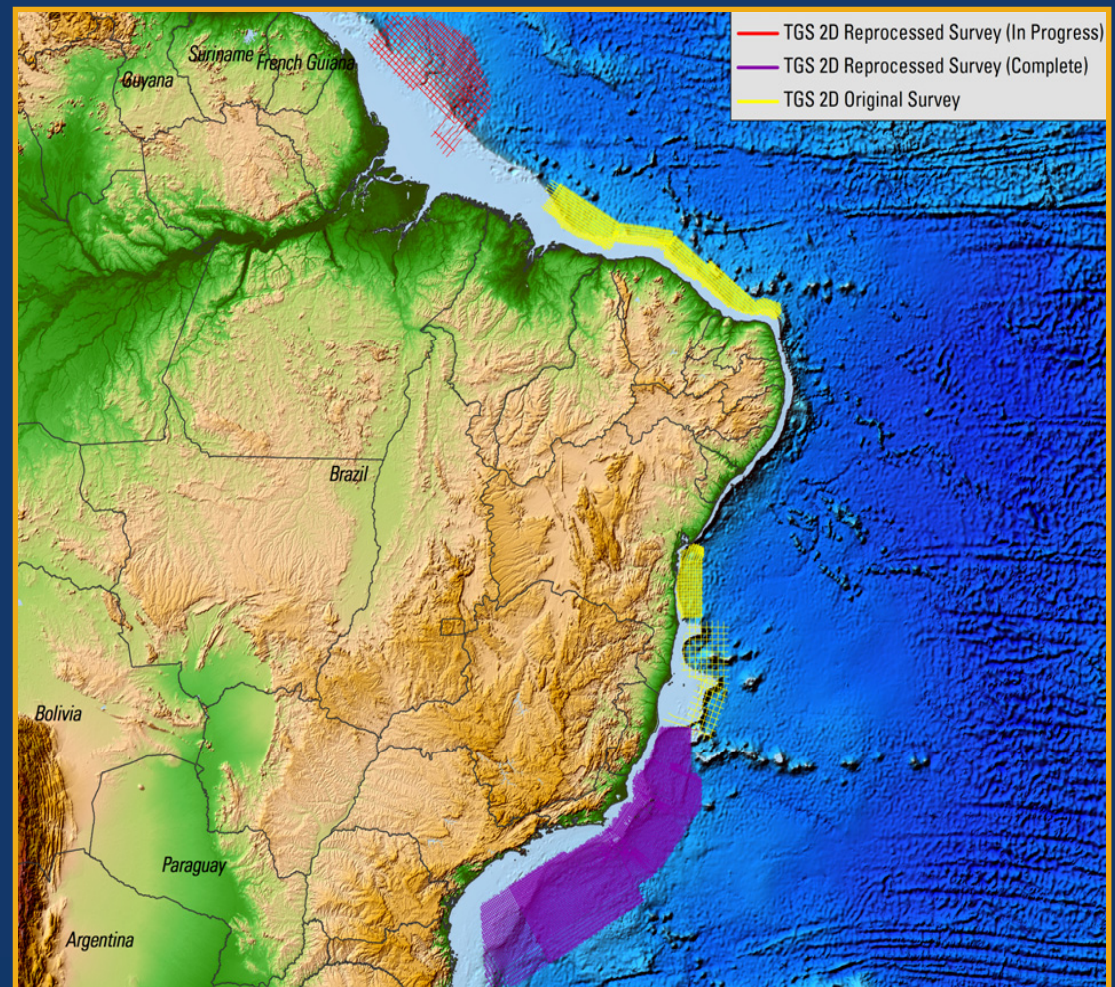 TGS 2D Reprocessed Survey (In Progress)
TGS 2D Reprocessed Survey (Complete)
TGS 2D Original Survey
Suriname
French Guiana
Guyana
Brazil
Bolivia
Paraguay
Argentina